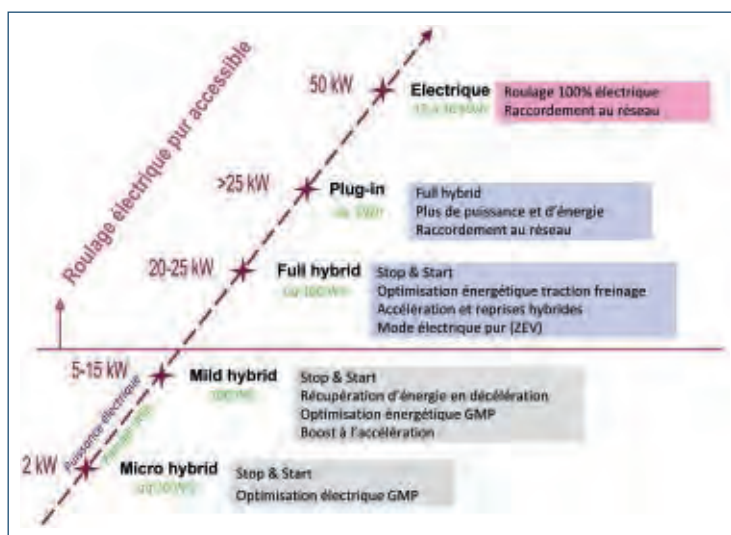 Roulage électrique pur accessible
50 kW
Electrique
Roulage 100% électrique
Raccordement au réseau
>25 kW
Plug-in
Full hybrid
Plus de puissance et d'énergie
Raccordement au réseau
20-25 kW
Full hybrid
Stop & Start
Optimisation énergétique traction freinage
Accélération et reprises hybrides
Mode électrique pur (ZEV)
5-15 kW
Mild hybrid
Stop & Start
Récupération d'énergie en décélération
Optimisation énergétique GMP
Boost à l'accélération
Puissance électrique
2 kW
Micro hybrid
Stop & Start
Optimisation électrique GMP